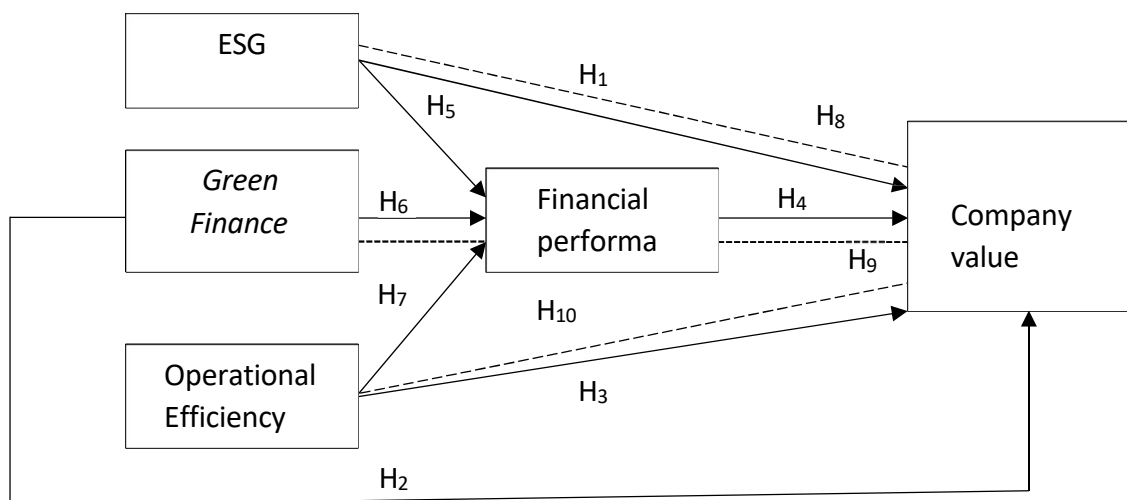 ESG
H1
H8
H5
Green
Finance
H6
Financial
performa
H4
Company
value
H9
H7
H10
Operational
Efficiency
H3
H2